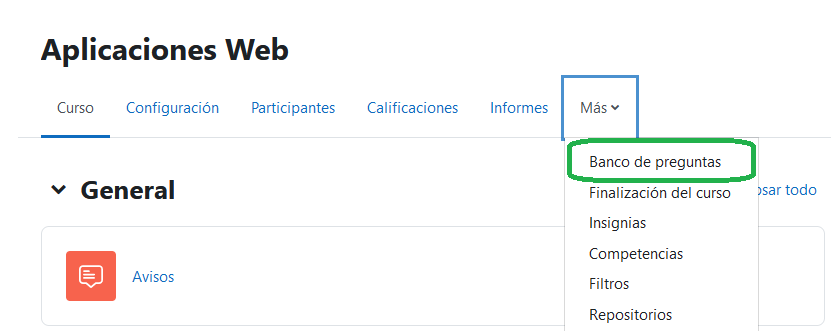 Aplicaciones Web
Curso Configuración Participantes Calificaciones Informes Más
Banco de preguntas
General
Finalización del curso
Insignias
Avisos
Competencias
Filtros
Repositorios
todo